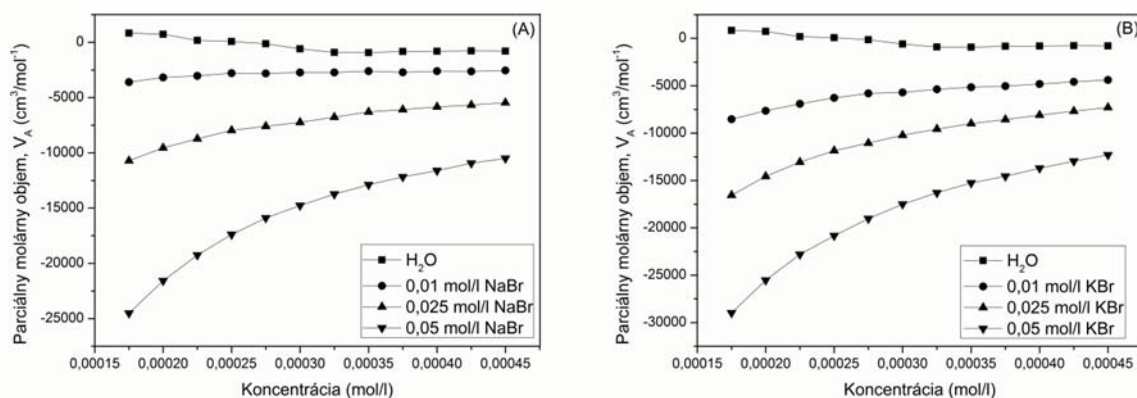 (A)
Parciálny molárny objem, V_A (cm³/mol⁻¹)
0
-5000
-10000
-15000
-20000
-25000
H₂O
0,01 mol/l NaBr
0,025 mol/l NaBr
0,05 mol/l NaBr
0,00015 0,00020 0,00025 0,00030 0,00035 0,00040 0,00045
Koncentrácia (mol/l)
(B)
Parciálny molárny objem, V_A (cm³/mol⁻¹)
0
-5000
-10000
-15000
-20000
-25000
-30000
H₂O
0,01 mol/l KBr
0,025 mol/l KBr
0,05 mol/l KBr
0,00015 0,00020 0,00025 0,00030 0,00035 0,00040 0,00045
Koncentrácia (mol/l)